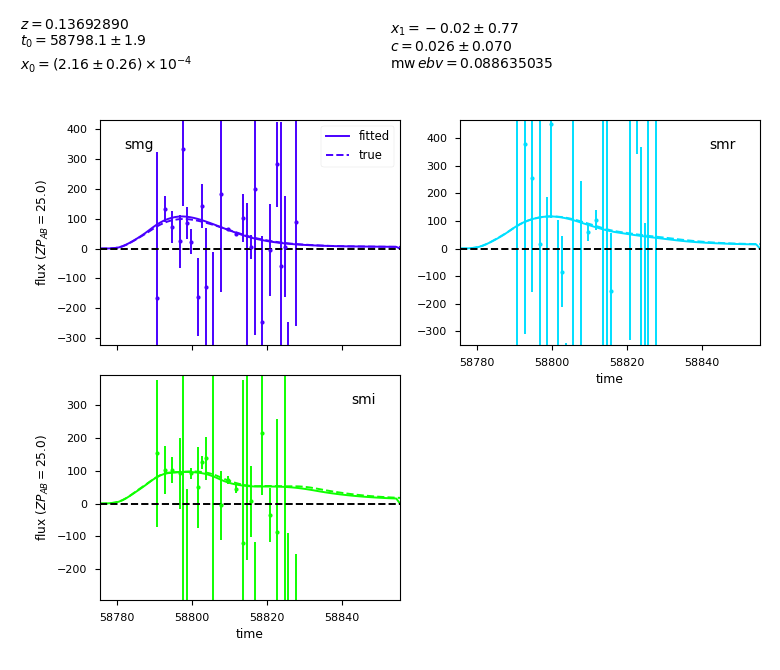 z = 0.13692890
t₀ = 58798.1 ± 1.9
x₀ = (2.16 ± 0.26) × 10⁻⁴
x₁ = −0.02 ± 0.77
c = 0.026 ± 0.070
mw ebv = 0.088635035
smg
fitted
true
400
300
200
100
0
−100
−200
−300
flux (ZP_AB = 25.0)
smr
400
300
200
100
0
−100
−200
−300
58780
58800
58820
58840
time
smi
300
200
100
0
−100
−200
flux (ZP_AB = 25.0)
58780
58800
58820
58840
time